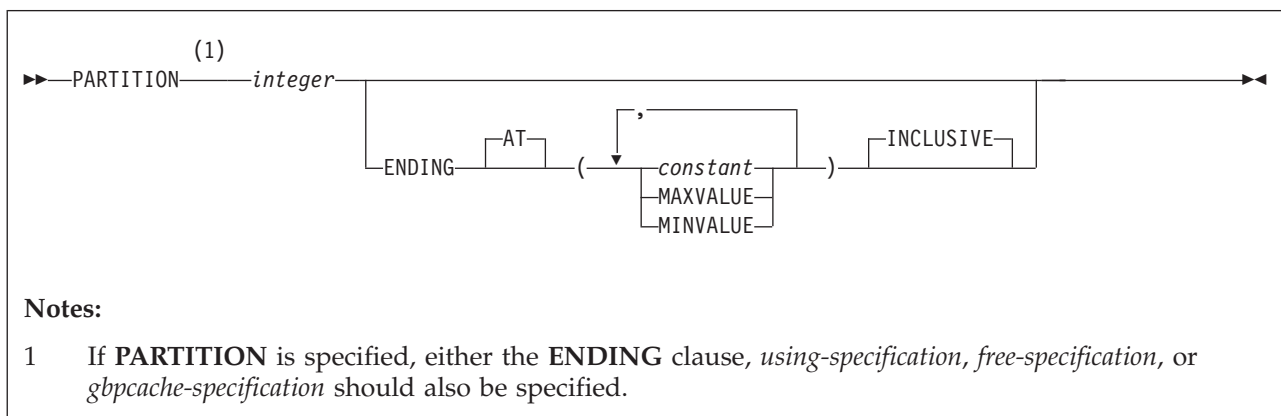 (1)
PARTITION integer
,
AT INCLUSIVE
ENDING ( constant )
MAXVALUE
MINVALUE
Notes:
1 If PARTITION is specified, either the ENDING clause, using-specification, free-specification, or
gbpcache-specification should also be specified.